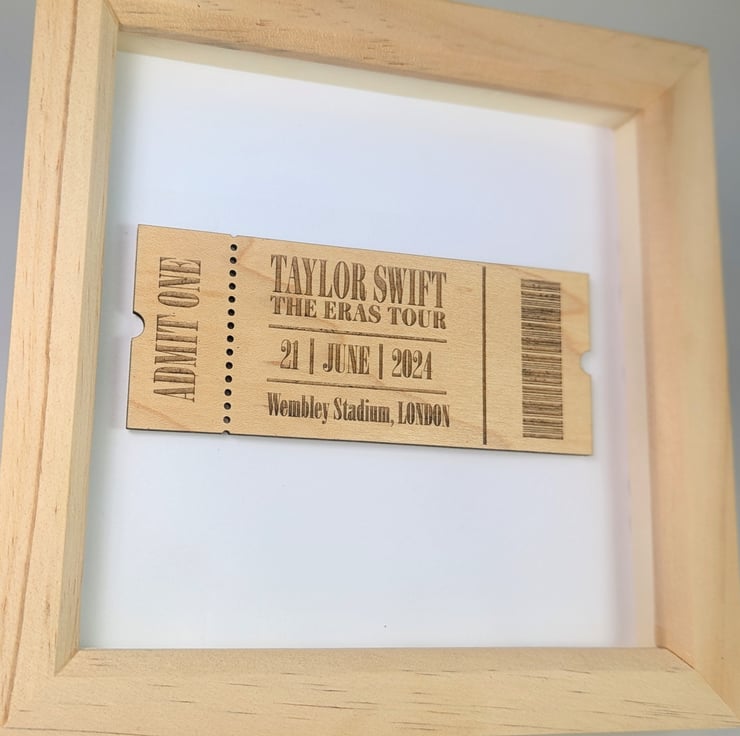 ADMIT ONE
TAYLOR SWIFT
THE ERAS TOUR
21 | JUNE | 2024
Wembley Stadium, LONDON